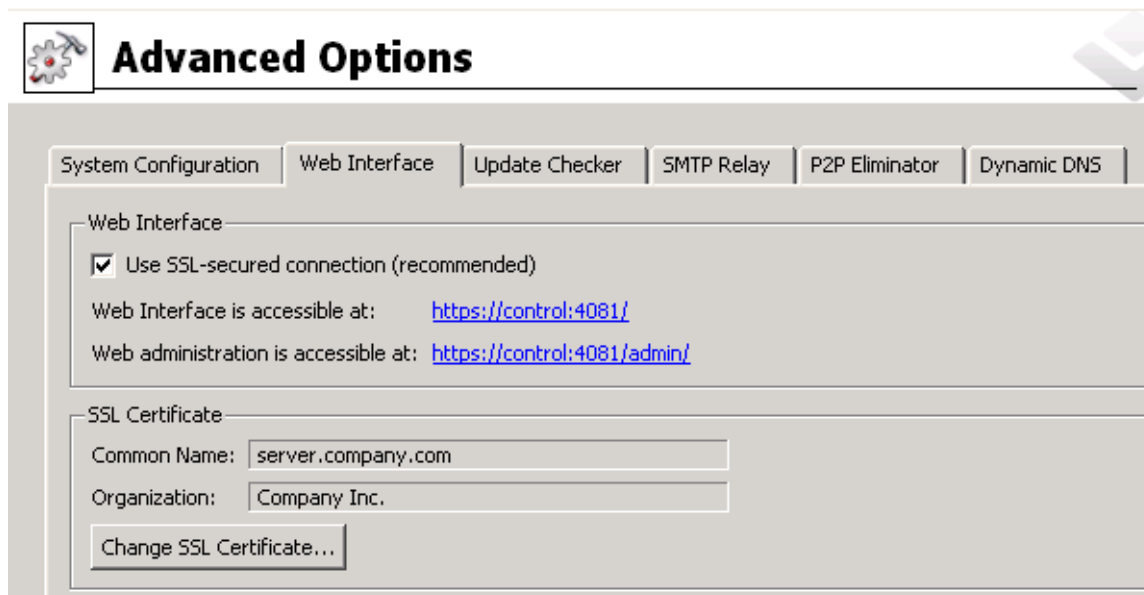 Advanced Options
System Configuration Web Interface Update Checker SMTP Relay P2P Eliminator Dynamic DNS
Web Interface
Use SSL-secured connection (recommended)
Web Interface is accessible at: https://control:4081/
Web administration is accessible at: https://control:4081/admin/
SSL Certificate
Common Name: server.company.com
Organization: Company Inc.
Change SSL Certificate...